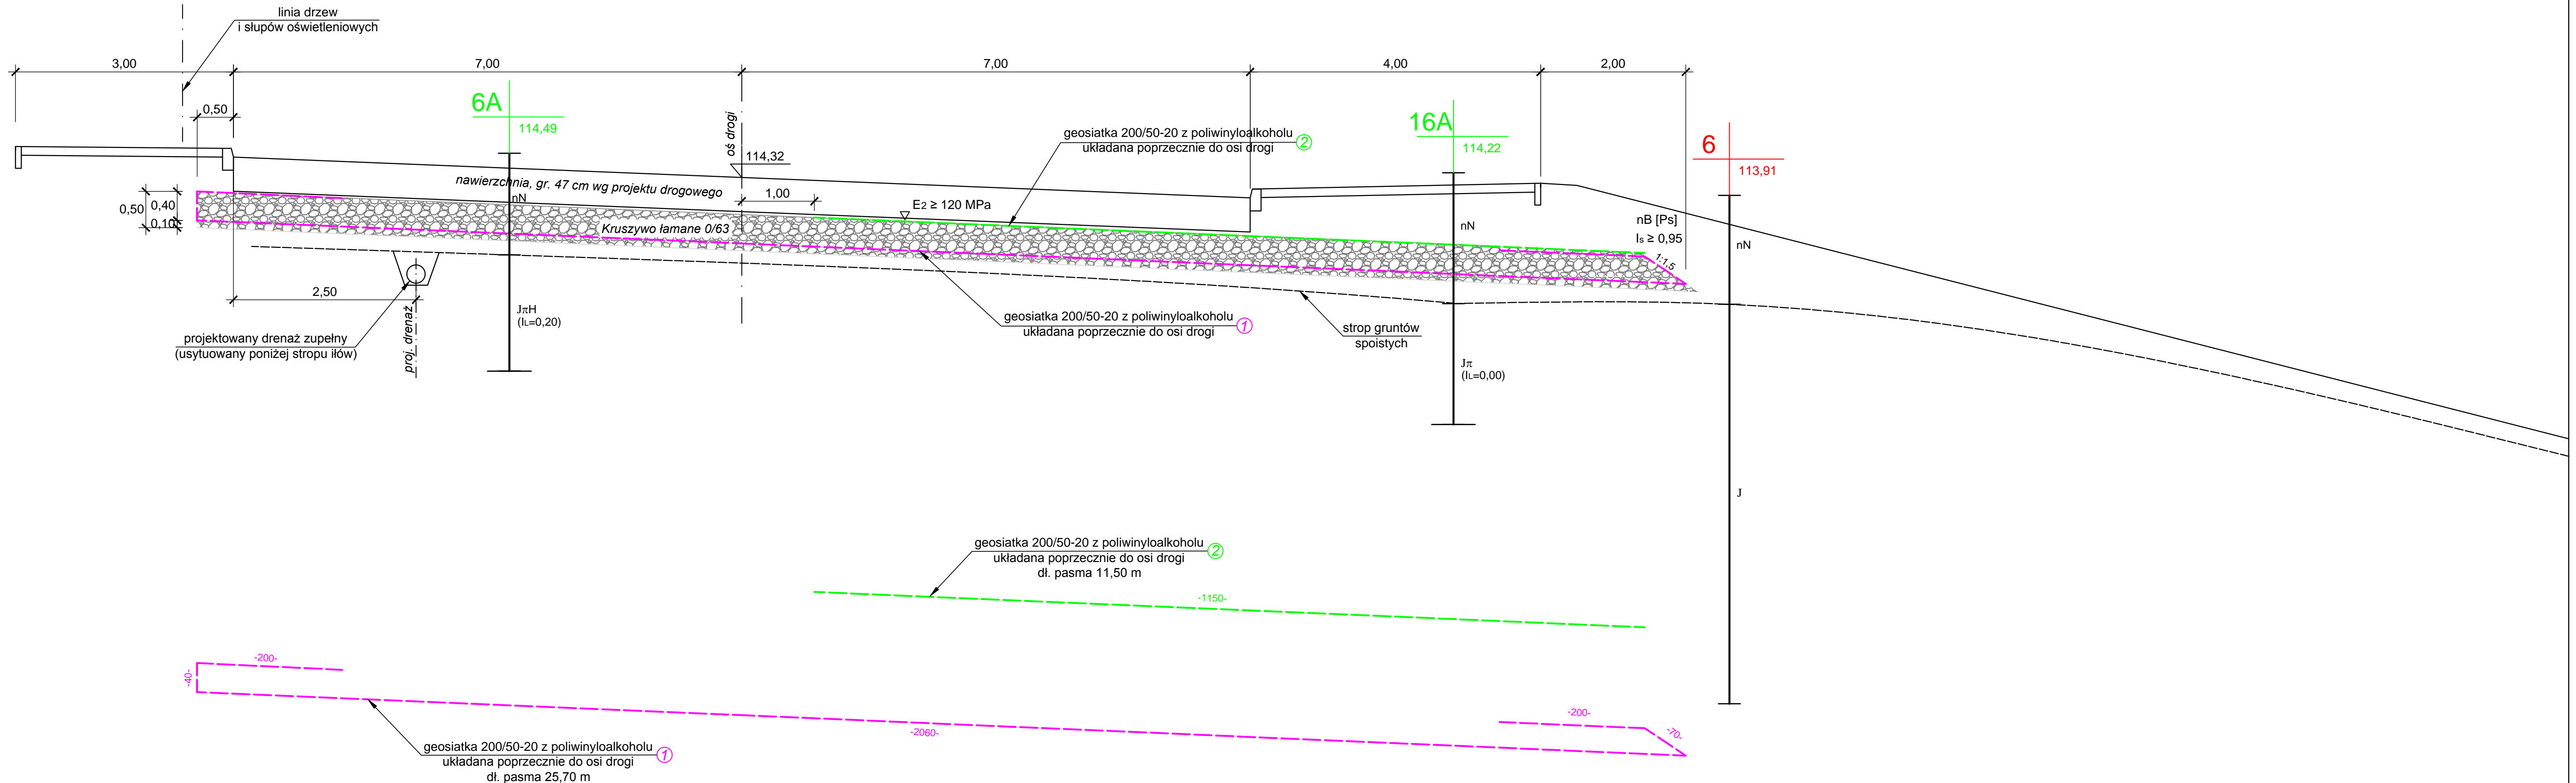 linia drzew
i słupów oświetleniowych
3,00
7,00
7,00
4,00
2,00
0,50
6A
114,49
oś drogi
114,32
geosiatka 200/50-20 z poliwinyloalkoholu 2
układana poprzecznie do osi drogi
16A
114,22
6
113,91
nawierzchnia, gr. 47 cm wg projektu drogowego
1,00
0,50
0,40
0,10
nN
E2 ≥ 120 MPa
Kruszywo łamane 0/63
nN
nB [Ps]
Is ≥ 0,95
nN
1:1,5
2,50
JπH
(IL=0,20)
geosiatka 200/50-20 z poliwinyloalkoholu 1
układana poprzecznie do osi drogi
strop gruntów
spoistych
projektowany drenaż zupełny
(usytuowany poniżej stropu iłów)
proj. drenaż
Jπ
(IL=0,00)
J
geosiatka 200/50-20 z poliwinyloalkoholu 2
układana poprzecznie do osi drogi
dł. pasma 11,50 m
-1150-
-200-
-40-
-2060-
-200-
-70-
geosiatka 200/50-20 z poliwinyloalkoholu 1
układana poprzecznie do osi drogi
dł. pasma 25,70 m